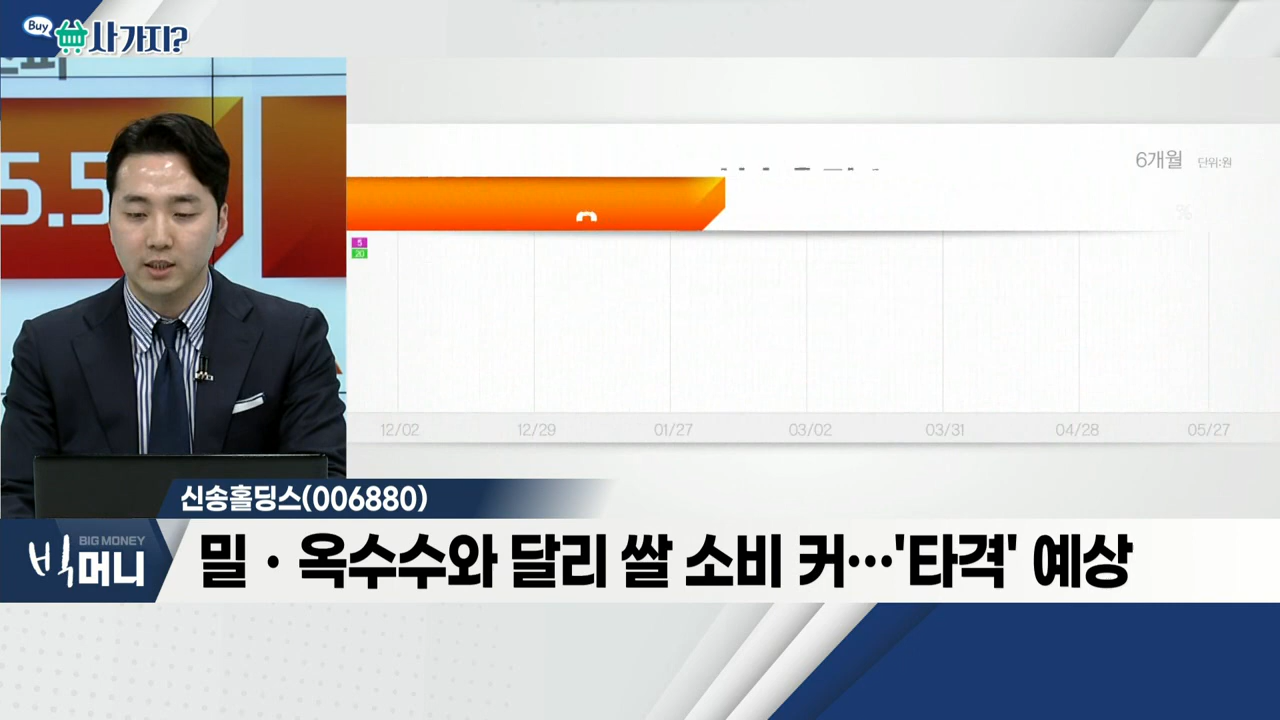 Buy
사가지?
5.5
6개월 단위:원
%
5
20
12/02 12/29 01/27 03/02 03/31 04/28 05/27
신송홀딩스(006880)
BIG MONEY
빅머니
밀·옥수수와 달리 쌀 소비 커…'타격' 예상